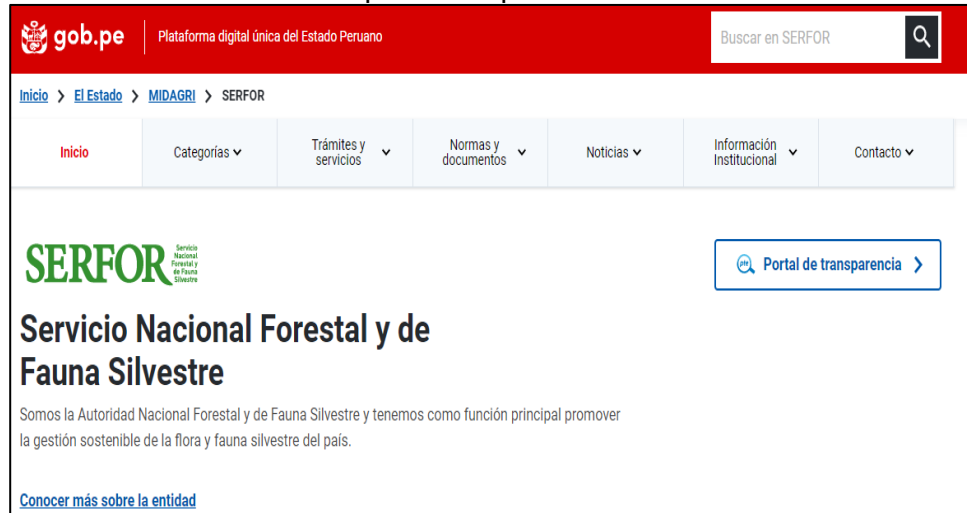 gob.pe
Plataforma digital única del Estado Peruano
Buscar en SERFOR
Inicio > El Estado > MIDAGRI > SERFOR
Inicio
Categorías
Trámites y
servicios
Normas y
documentos
Noticias
Información
Institucional
Contacto
SERFOR
Servicio
Nacional
Forestal y
de Fauna
Silvestre
pte
Portal de transparencia >
Servicio Nacional Forestal y de
Fauna Silvestre
Somos la Autoridad Nacional Forestal y de Fauna Silvestre y tenemos como función principal promover
la gestión sostenible de la flora y fauna silvestre del país.
Conocer más sobre la entidad